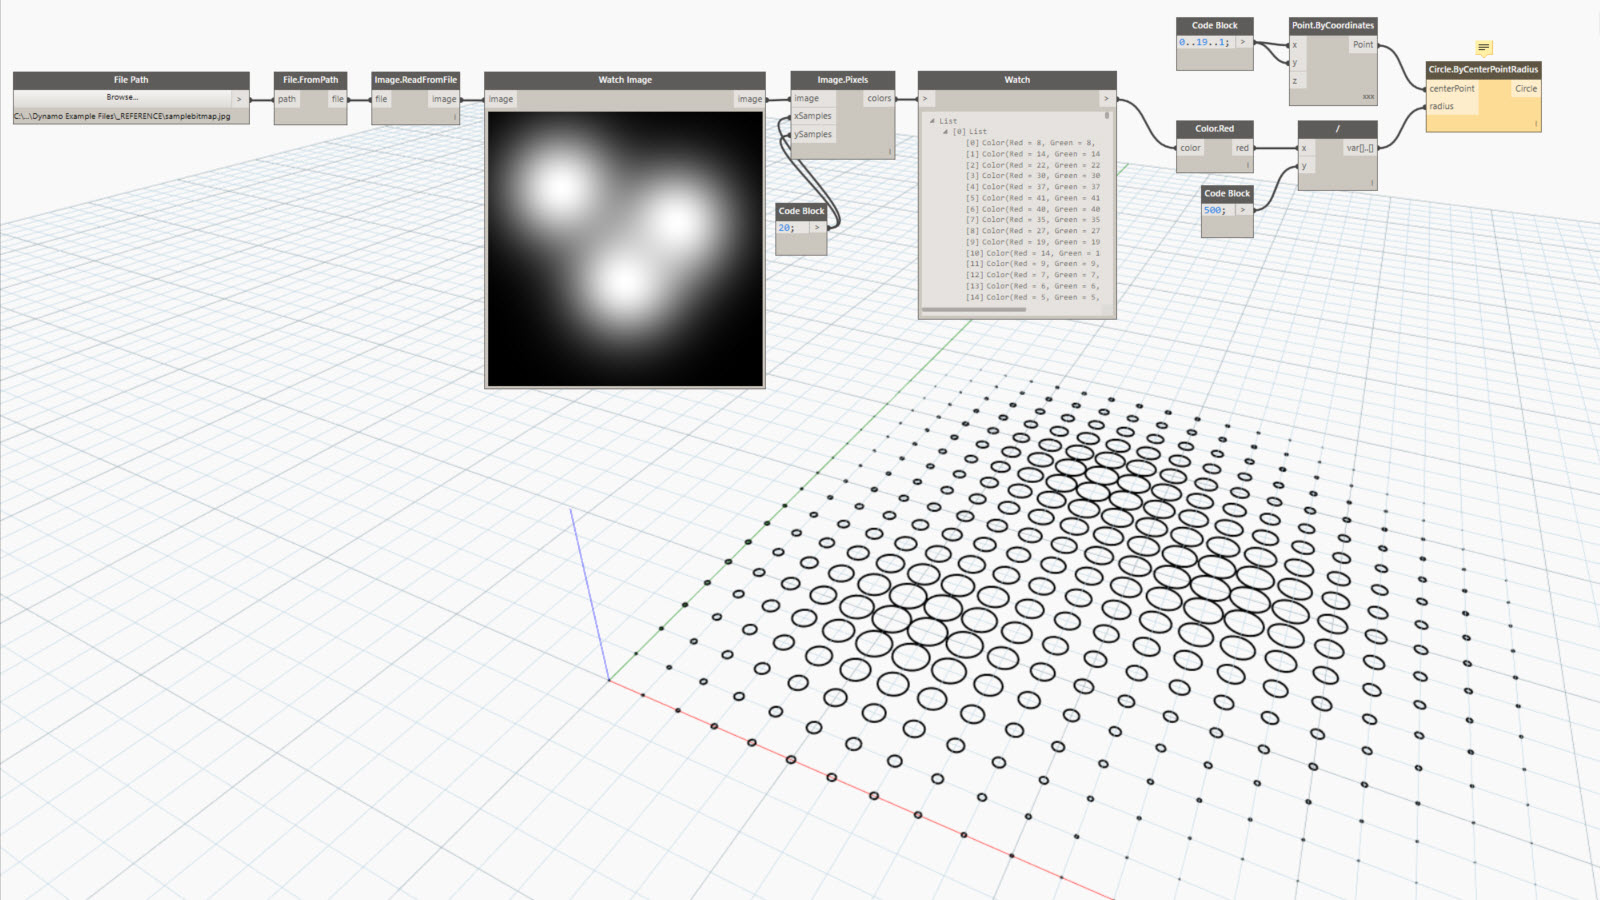 File Path
Browse...
>
C:\...\Dynamo Example Files\_REFERENCE\samplebitmap.jpg
File.FromPath
path
file
Image.ReadFromFile
file
image
l
Watch Image
image
image
Image.Pixels
image
colors
xSamples
ySamples
l
Code Block
20;
>
Watch
>
>
List
[0] List
[0] Color(Red = 8, Green = 8,
[1] Color(Red = 14, Green = 14
[2] Color(Red = 22, Green = 22
[3] Color(Red = 30, Green = 30
[4] Color(Red = 37, Green = 37
[5] Color(Red = 41, Green = 41
[6] Color(Red = 40, Green = 40
[7] Color(Red = 35, Green = 35
[8] Color(Red = 27, Green = 27
[9] Color(Red = 19, Green = 19
[10] Color(Red = 14, Green = 1
[11] Color(Red = 9, Green = 9,
[12] Color(Red = 7, Green = 7,
[13] Color(Red = 6, Green = 6,
[14] Color(Red = 5, Green = 5,
Code Block
0..19..1;
>
Point.ByCoordinates
x
Point
y
z
xxx
Color.Red
color
red
l
Code Block
500;
>
/
x
var[]..[]
y
l
Circle.ByCenterPointRadius
centerPoint
Circle
radius
l